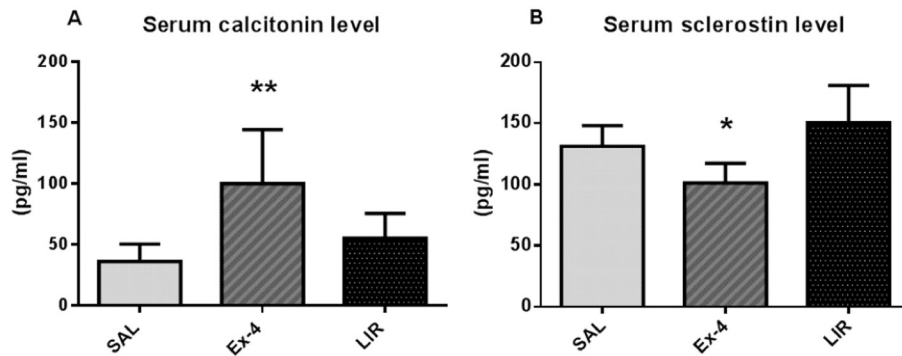 A
Serum calcitonin level
200
150
100
50
0
(pg/ml)
**
SAL
Ex-4
LIR
B
Serum sclerostin level
200
150
100
50
0
(pg/ml)
*
SAL
Ex-4
LIR